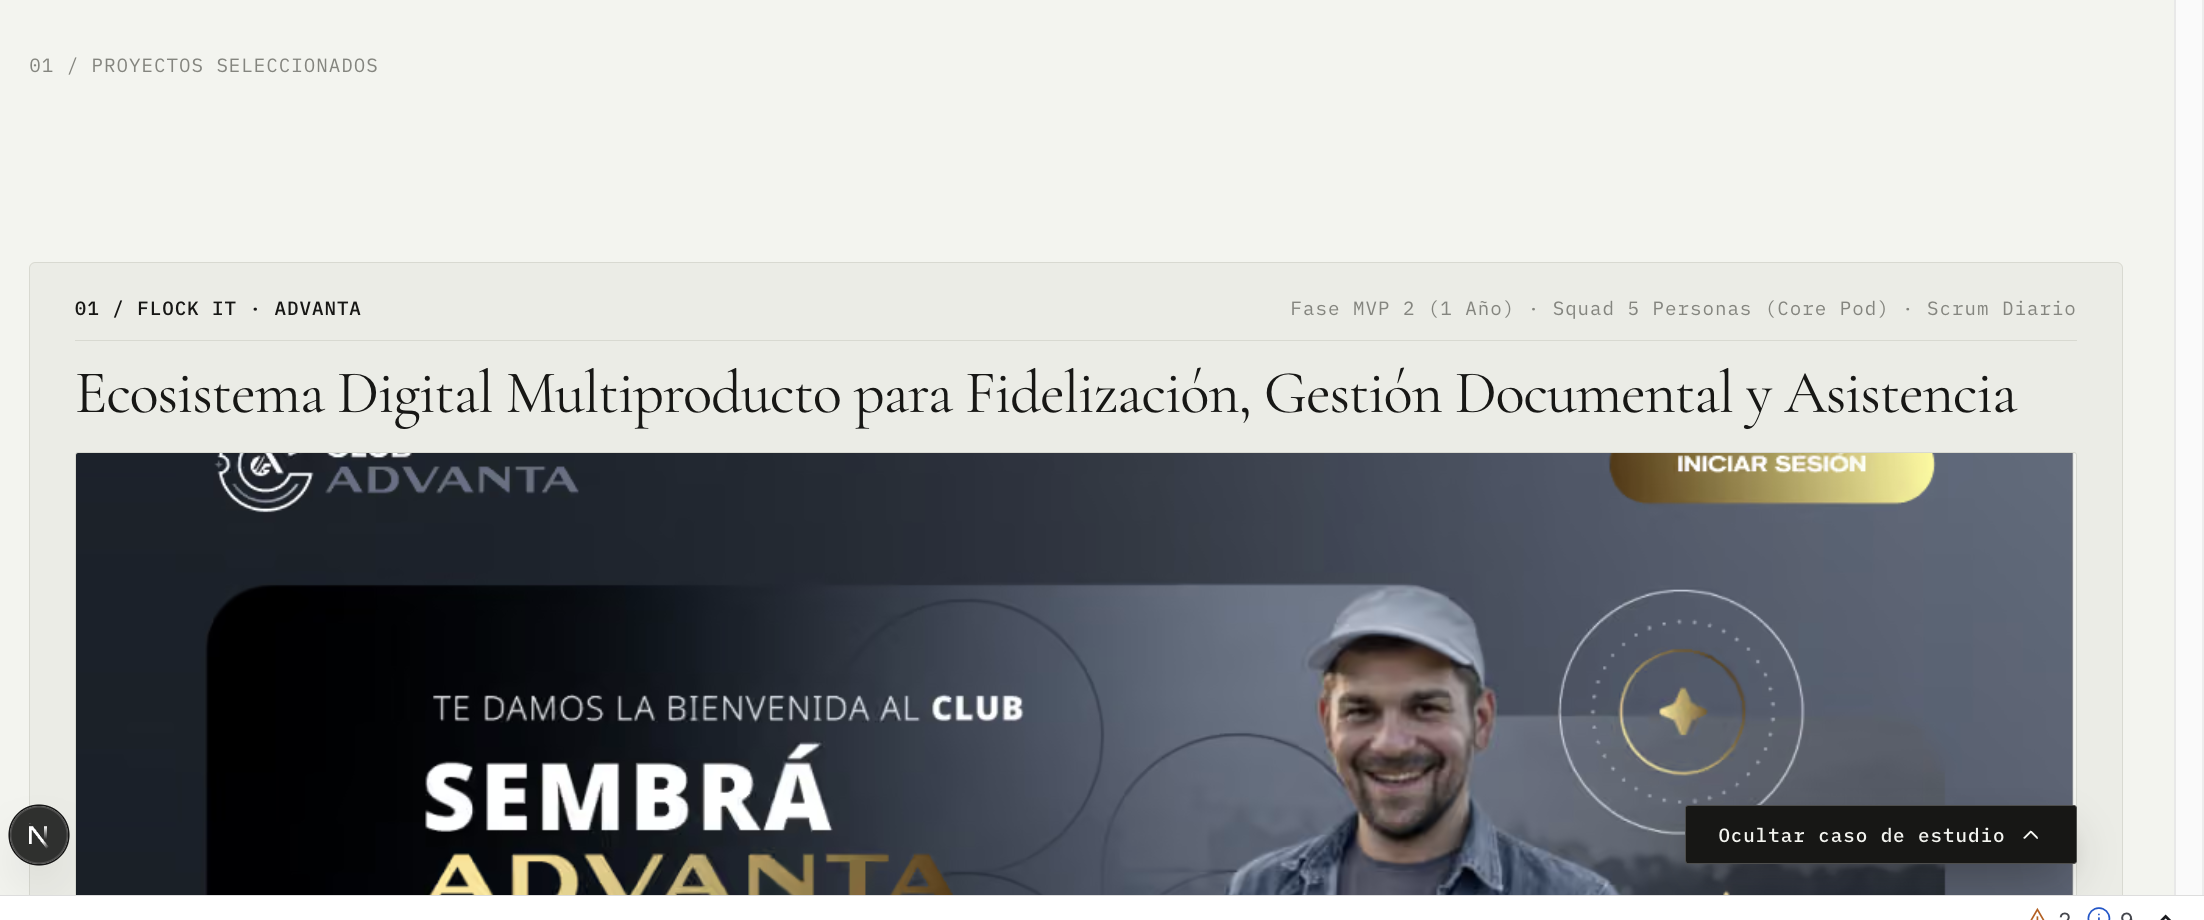 01 / PROYECTOS SELECCIONADOS
01 / FLOCK IT · ADVANTA
Fase MVP 2 (1 Año) · Squad 5 Personas (Core Pod) · Scrum Diario
Ecosistema Digital Multiproducto para Fidelización, Gestión Documental y Asistencia
CLUB
ADVANTA
INICIAR SESIÓN
TE DAMOS LA BIENVENIDA AL CLUB
SEMBRÁ
ADVANTA
Ocultar caso de estudio
N